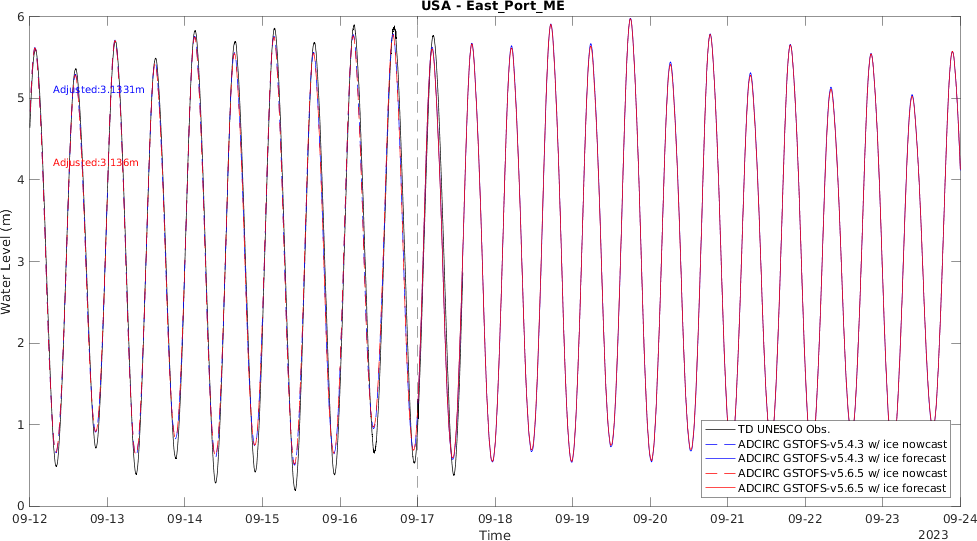 USA - East_Port_ME
6
5
4
3
2
1
0
Water Level (m)
Adjusted:3.1331m
Adjusted:3.136m
TD UNESCO Obs.
ADCIRC GSTOFS-v5.4.3 w/ ice nowcast
ADCIRC GSTOFS-v5.4.3 w/ ice forecast
ADCIRC GSTOFS-v5.6.5 w/ ice nowcast
ADCIRC GSTOFS-v5.6.5 w/ ice forecast
09-12 09-13 09-14 09-15 09-16 09-17 09-18 09-19 09-20 09-21 09-22 09-23 09-24
Time
2023